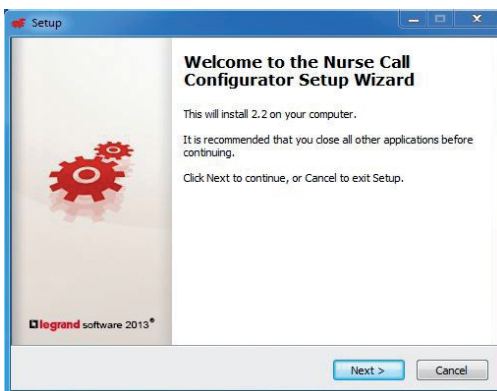 Setup
Welcome to the Nurse Call
Configurator Setup Wizard
This will install 2.2 on your computer.
It is recommended that you close all other applications before
continuing.
Click Next to continue, or Cancel to exit Setup.
legrand software 2013®
Next >
Cancel